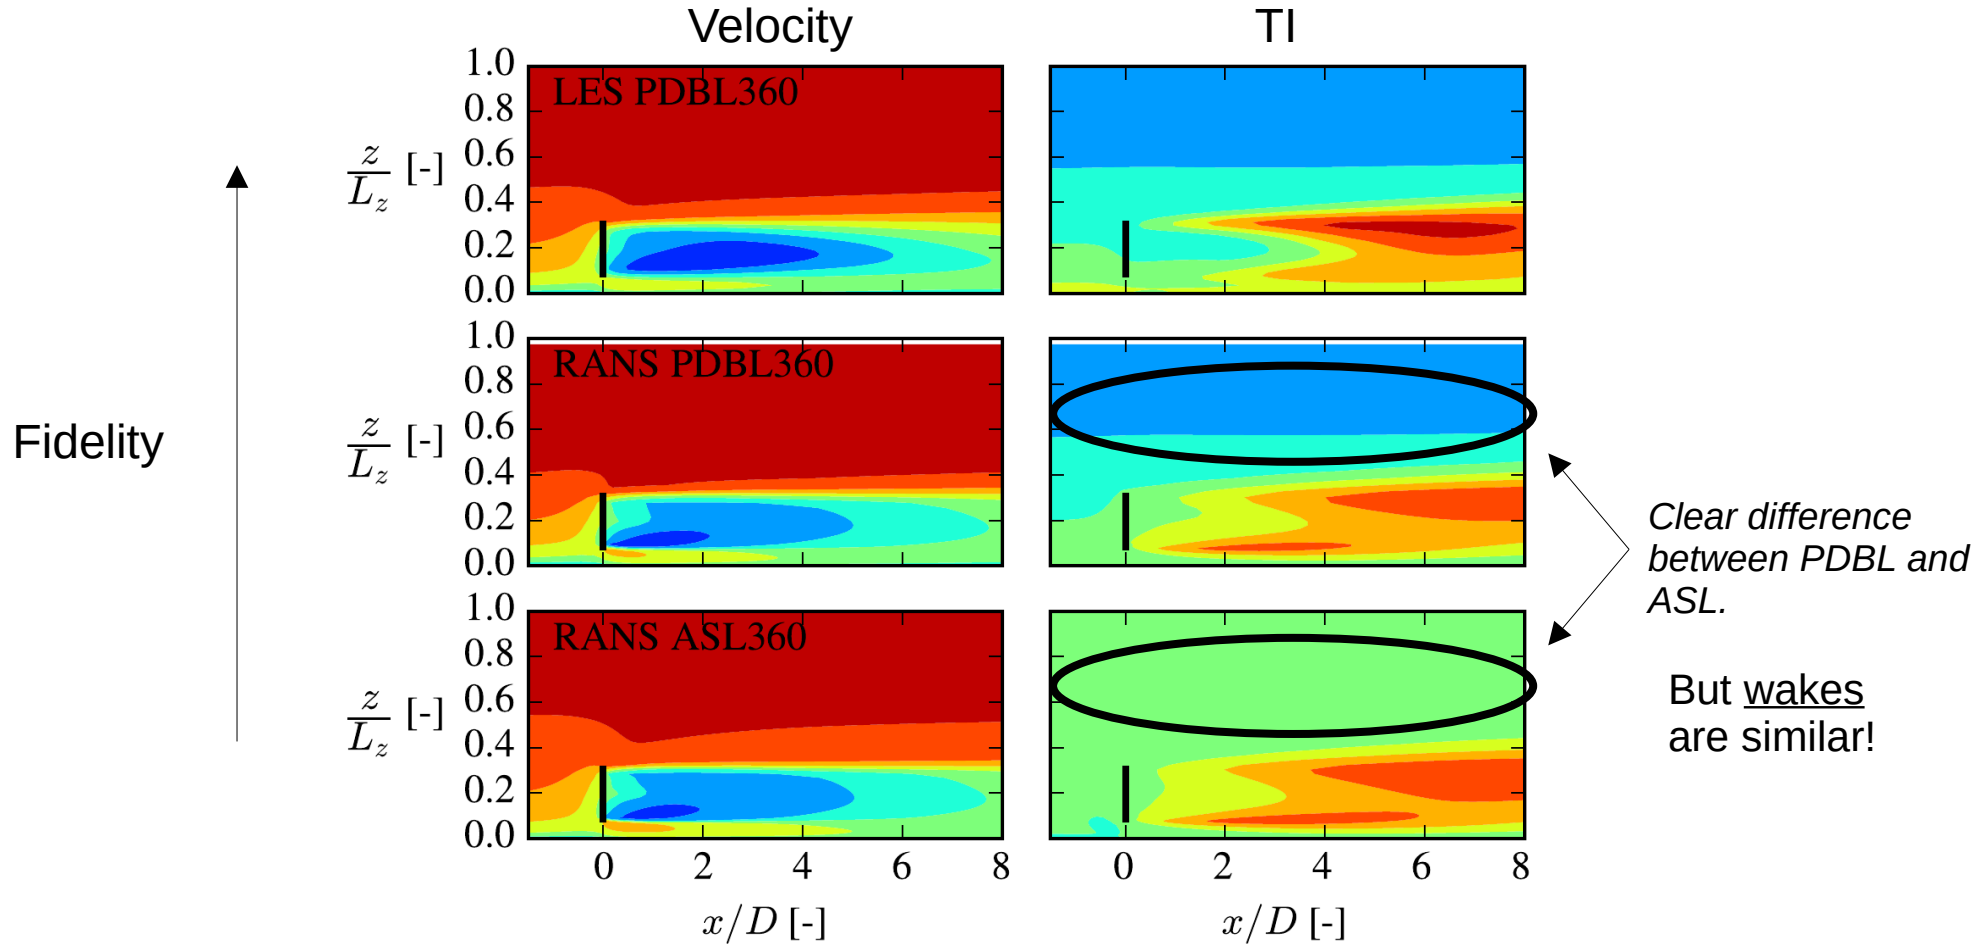 Velocity
TI
Fidelity
1.0
0.8
0.6
0.4
0.2
0.0
z
L_z
[-]
LES PDBL360
1.0
0.8
0.6
0.4
0.2
0.0
z
L_z
[-]
RANS PDBL360
1.0
0.8
0.6
0.4
0.2
0.0
z
L_z
[-]
RANS ASL360
0 2 4 6 8
x/D [-]
0 2 4 6 8
x/D [-]
Clear difference
between PDBL and
ASL.
But wakes
are similar!